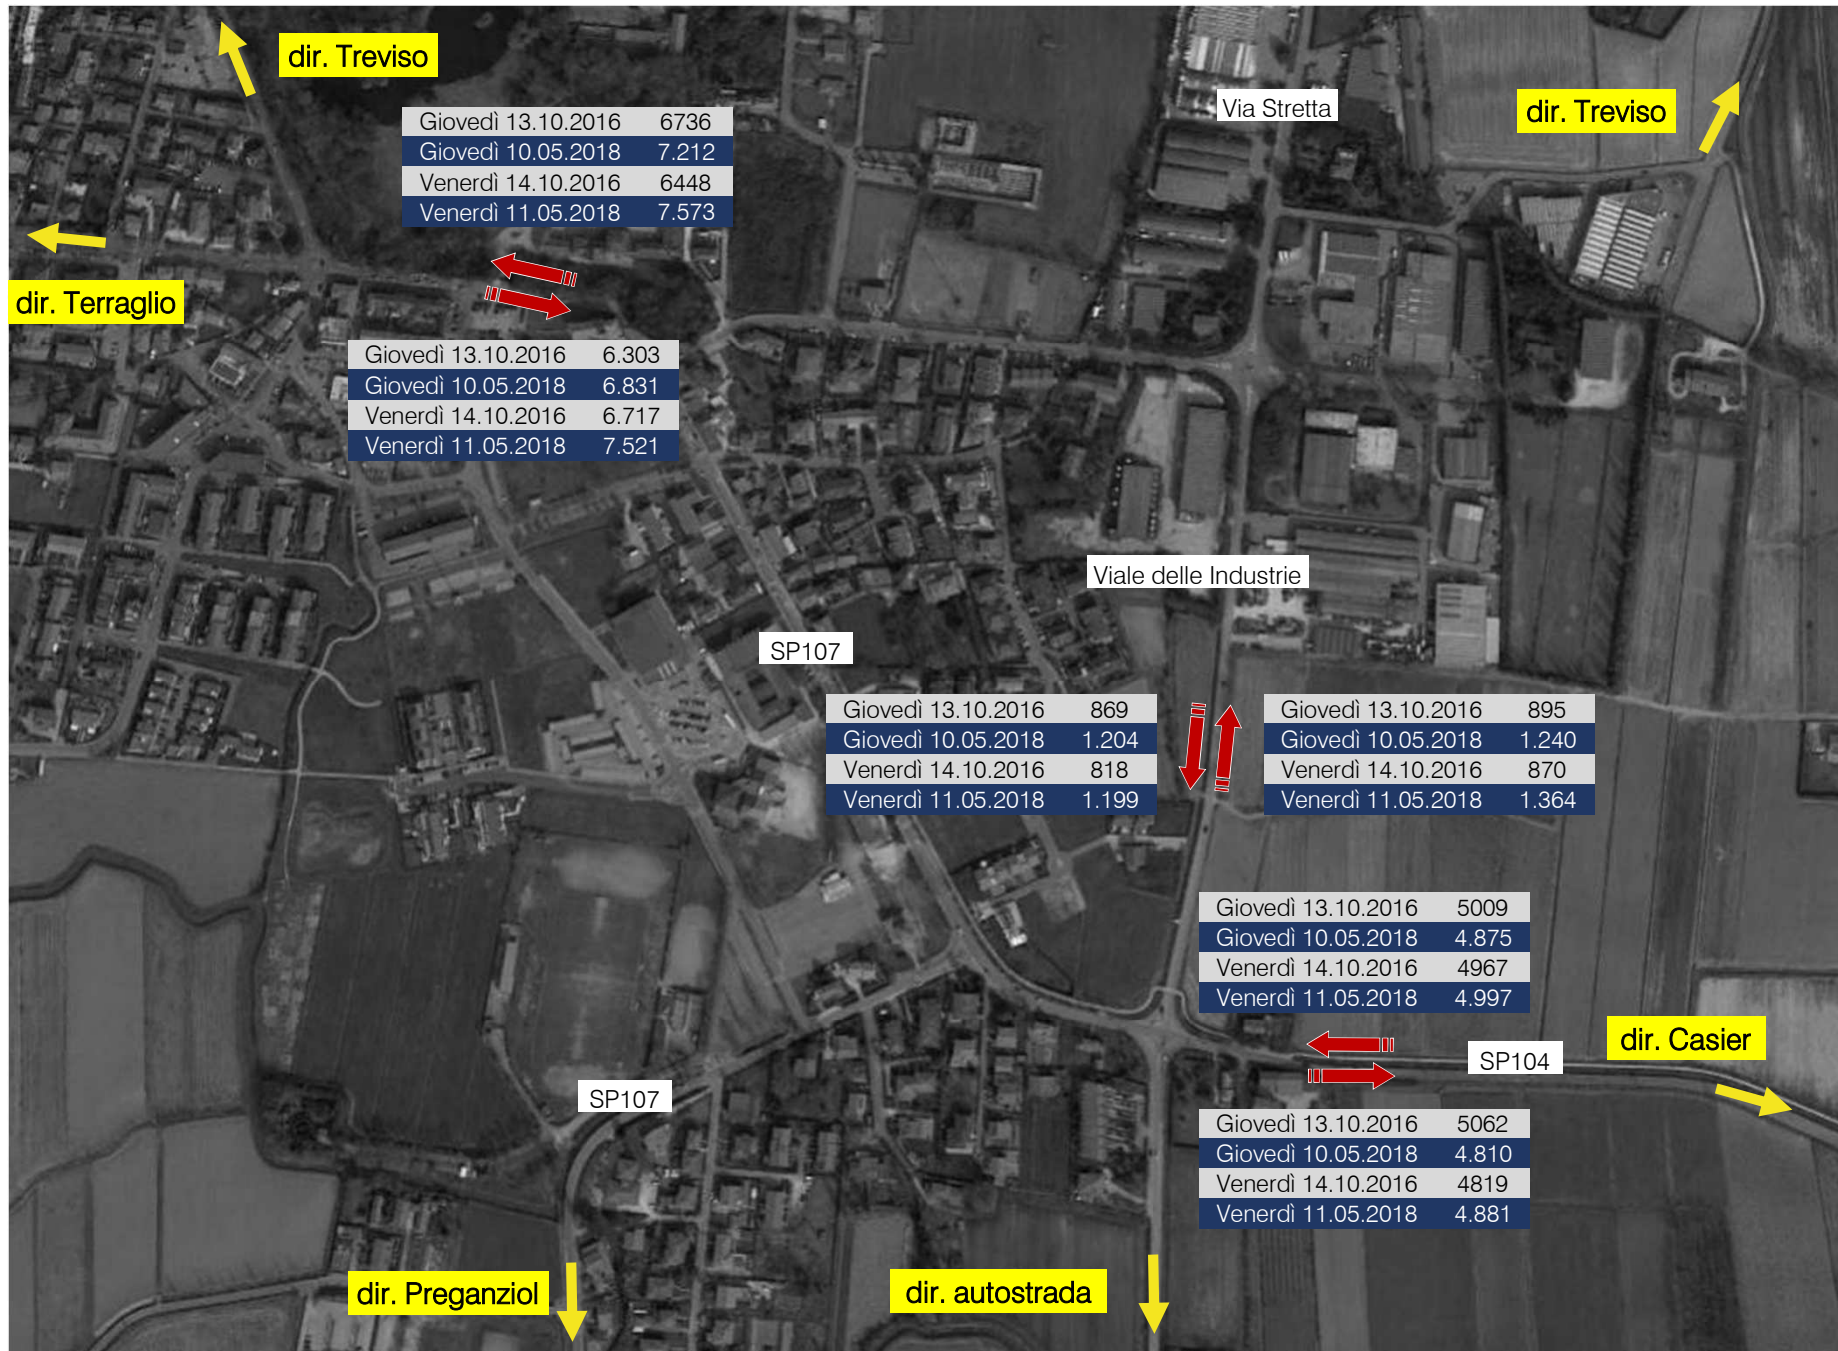 dir. Treviso
Via Stretta
dir. Treviso
Giovedì 13.10.2016 6736
Giovedì 10.05.2018 7.212
Venerdì 14.10.2016 6448
Venerdì 11.05.2018 7.573
dir. Terraglio
Giovedì 13.10.2016 6.303
Giovedì 10.05.2018 6.831
Venerdì 14.10.2016 6.717
Venerdì 11.05.2018 7.521
Viale delle Industrie
SP107
Giovedì 13.10.2016 869
Giovedì 10.05.2018 1.204
Venerdì 14.10.2016 818
Venerdì 11.05.2018 1.199
Giovedì 13.10.2016 895
Giovedì 10.05.2018 1.240
Venerdì 14.10.2016 870
Venerdì 11.05.2018 1.364
Giovedì 13.10.2016 5009
Giovedì 10.05.2018 4.875
Venerdì 14.10.2016 4967
Venerdì 11.05.2018 4.997
dir. Casier
SP104
SP107
Giovedì 13.10.2016 5062
Giovedì 10.05.2018 4.810
Venerdì 14.10.2016 4819
Venerdì 11.05.2018 4.881
dir. Preganziol
dir. autostrada